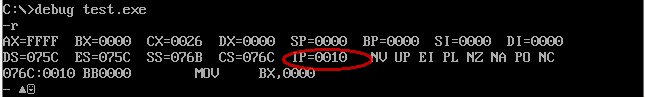 C:\>debug test.exe
-r
AX=FFFF BX=0000 CX=0026 DX=0000 SP=0000 BP=0000 SI=0000 DI=0000
DS=075C ES=075C SS=076B CS=076C IP=0010 NV UP EI PL NZ NA PO NC
076C:0010 BB0000 MOV BX,0000
-